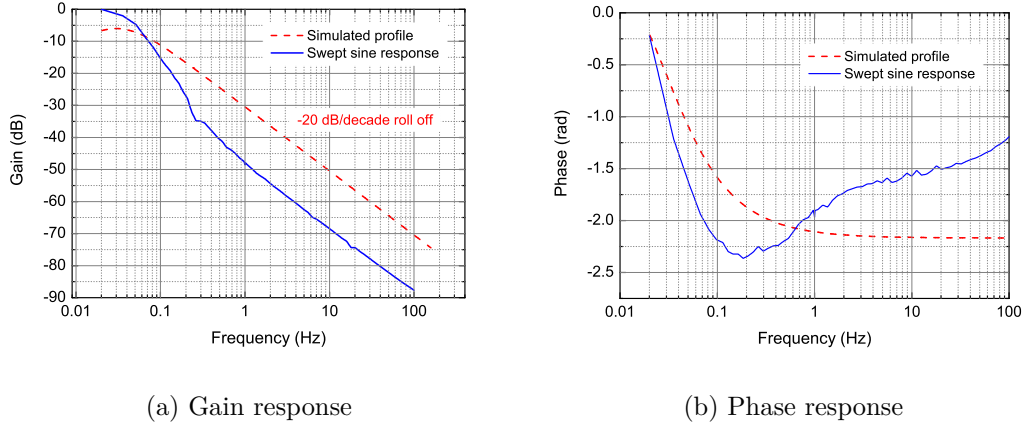 0
-10
-20
-30
-40
-50
-60
-70
-80
-90
Gain (dB)
Simulated profile
Swept sine response
-20 dB/decade roll off
0.01 0.1 1 10 100
Frequency (Hz)
(a) Gain response
0.0
-0.5
-1.0
-1.5
-2.0
-2.5
Phase (rad)
Simulated profile
Swept sine response
0.01 0.1 1 10 100
Frequency (Hz)
(b) Phase response